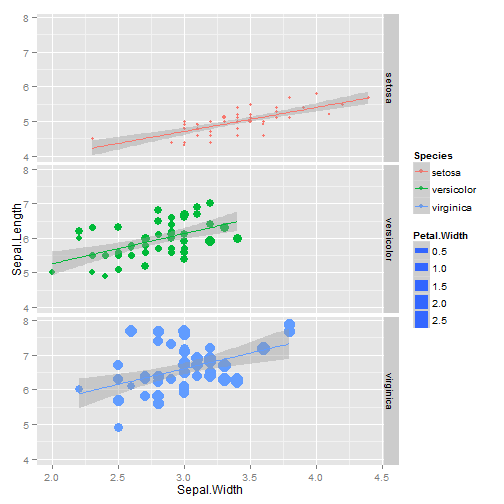 8
7
6
5
4
setosa
8
7
6
5
4
versicolor
8
7
6
5
4
virginica
Sepal.Length
2.0 2.5 3.0 3.5 4.0 4.5
Sepal.Width
Species
setosa
versicolor
virginica
Petal.Width
0.5
1.0
1.5
2.0
2.5